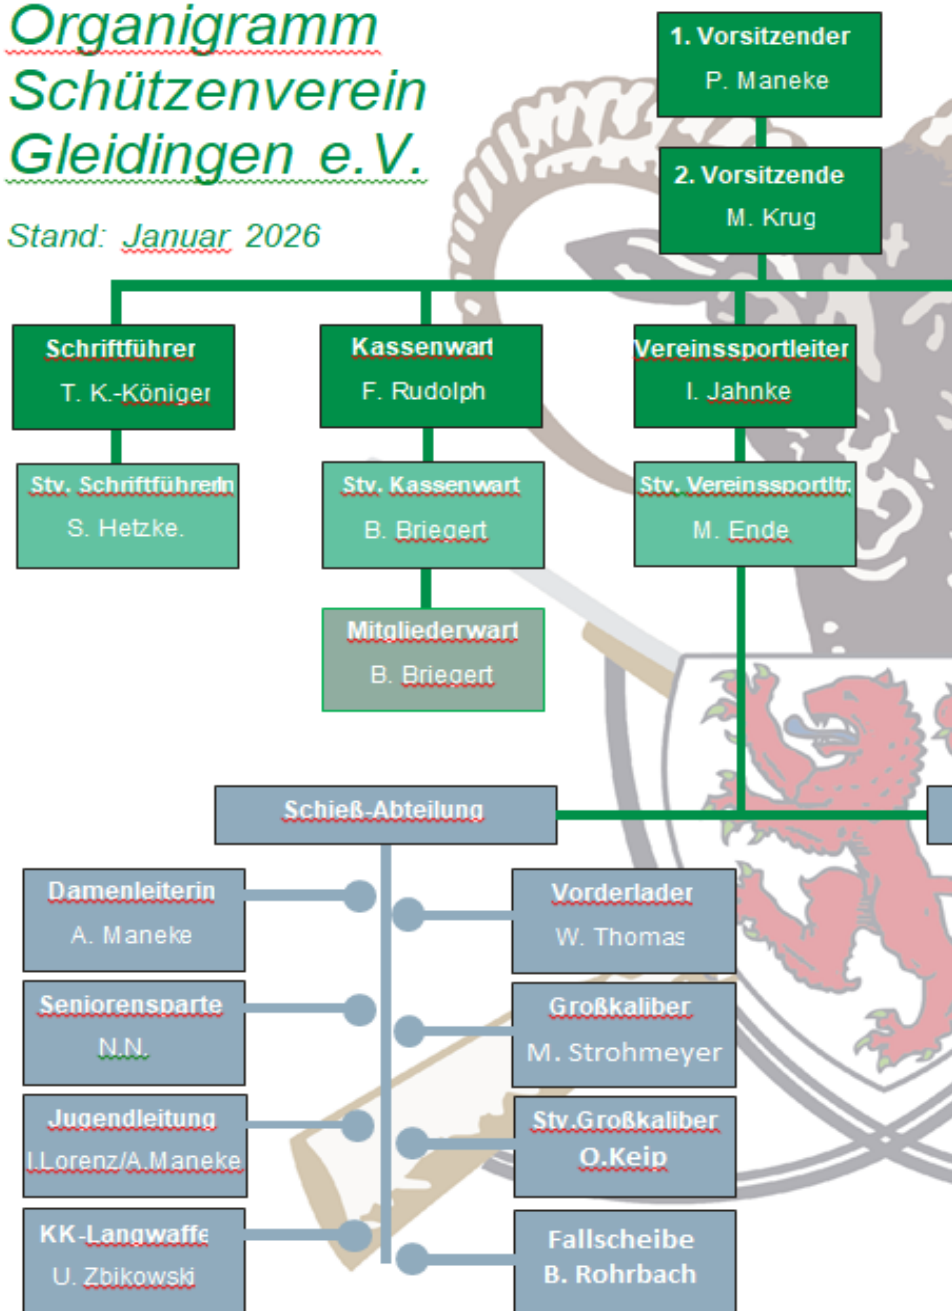 Organigramm
Schützenverein
Gleidingen e.V.
Stand: Januar 2026
1. Vorsitzender
P. Maneke
2. Vorsitzende
M. Krug
Schriftführer
T. K.-Königer
Kassenwart
F. Rudolph
Vereinssportleiter
I. Jahnke
Stv. SchriftführerIn
S. Hetzke.
Stv. Kassenwart
B. Briegert
Stv. Vereinssportltr.
M. Ende
Mitgliederwart
B. Briegert
Schieß-Abteilung
Damenleiterin
A. Maneke
Vorderlader
W. Thomas
Seniorensparte
N.N.
Großkaliber
M. Strohmeyer
Jugendleitung
I.Lorenz/A.Maneke
Stv.Großkaliber
O.Keip
KK-Langwaffe
U. Zbikowski
Fallscheibe
B. Rohrbach